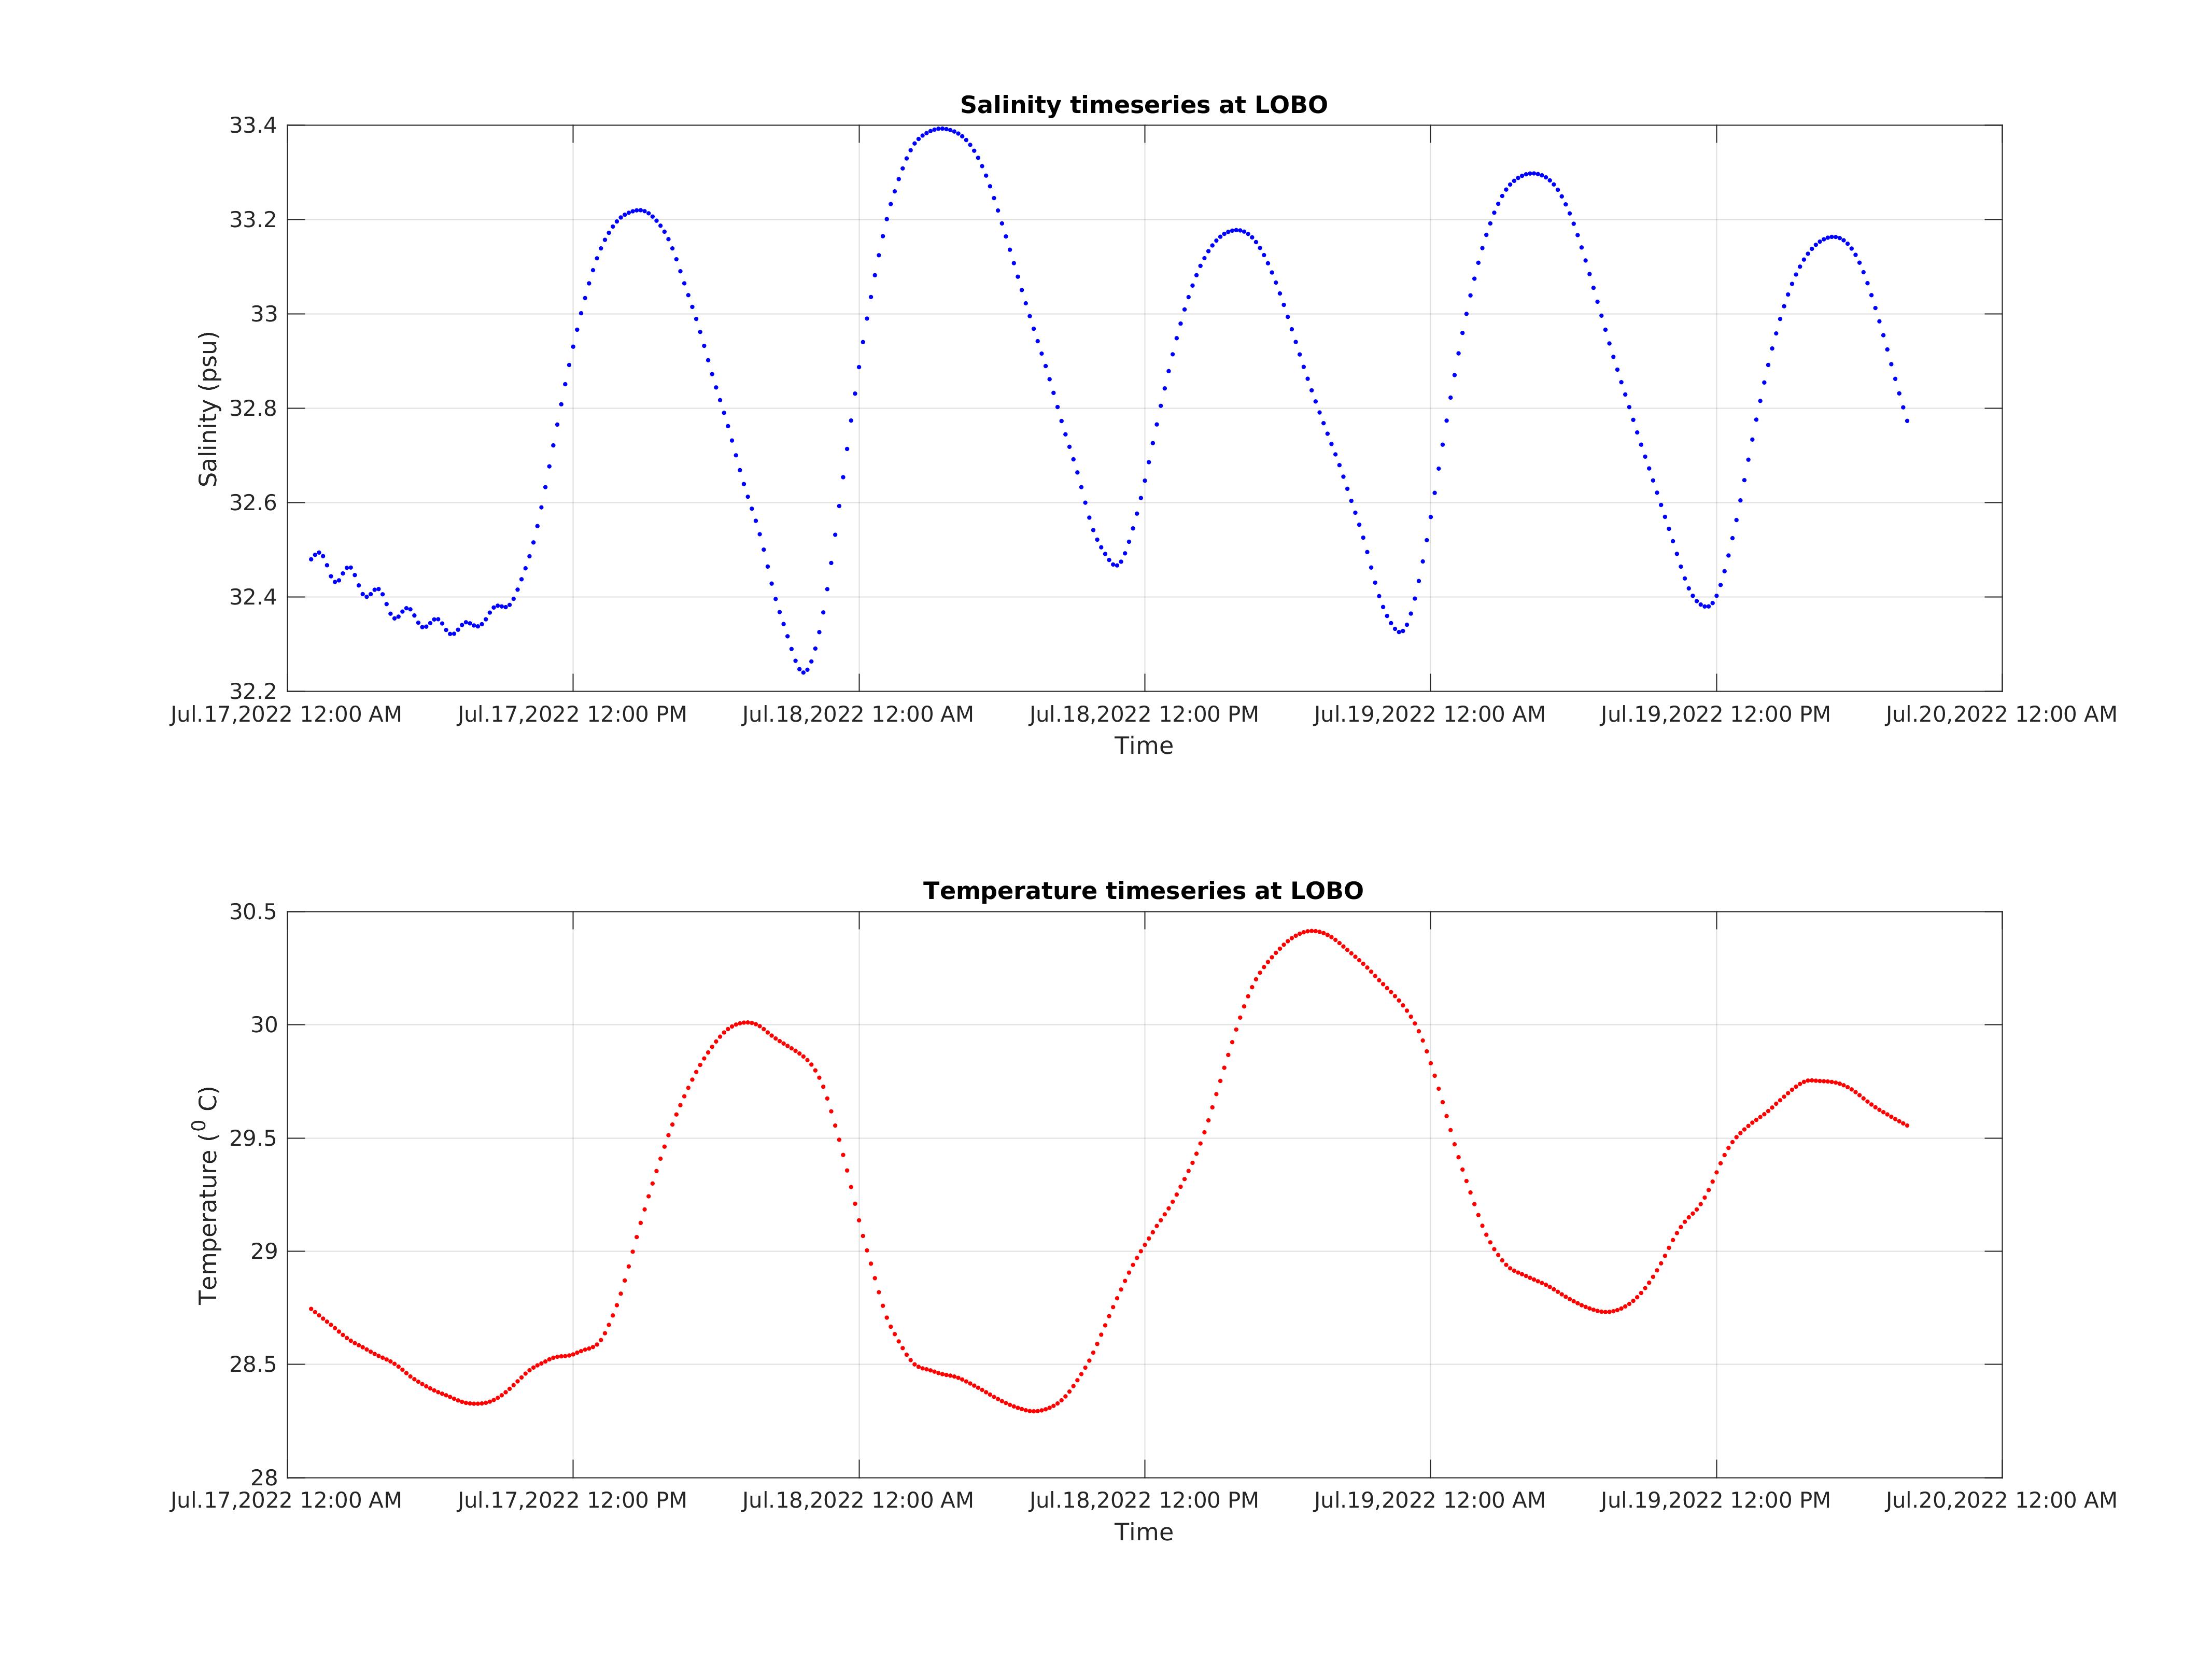 Salinity timeseries at LOBO
33.4
33.2
33
32.8
32.6
32.4
32.2
Salinity (psu)
Jul.17,2022 12:00 AM Jul.17,2022 12:00 PM Jul.18,2022 12:00 AM Jul.18,2022 12:00 PM Jul.19,2022 12:00 AM Jul.19,2022 12:00 PM Jul.20,2022 12:00 AM
Time
Temperature timeseries at LOBO
30.5
30
29.5
29
28.5
28
Temperature (⁰ C)
Jul.17,2022 12:00 AM Jul.17,2022 12:00 PM Jul.18,2022 12:00 AM Jul.18,2022 12:00 PM Jul.19,2022 12:00 AM Jul.19,2022 12:00 PM Jul.20,2022 12:00 AM
Time